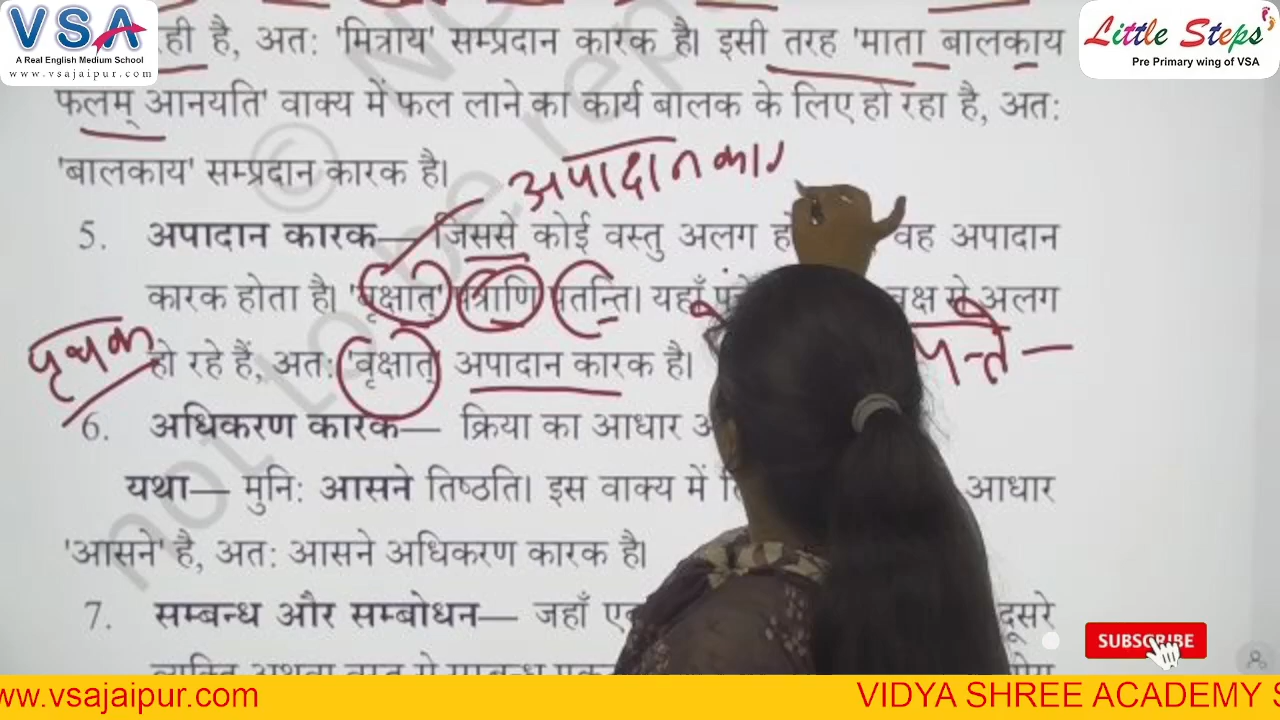 VSA
A Real English Medium School
www.vsajaipur.com
Little Steps
Pre Primary wing of VSA
रही है, अत: 'मित्राय' सम्प्रदान कारक है। इसी तरह 'माता बालकाय
फलम् आनयति' वाक्य में फल लाने का कार्य बालक के लिए हो रहा है, अत:
'बालकाय' सम्प्रदान कारक है।
अपादान का
5. अपादान कारक— जिससे कोई वस्तु अलग वह अपादान
कारक होता है। 'वृक्षात्' पत्राणि पतन्ति। यहाँ वृक्ष से अलग
पृथक
हो रहे हैं, अत: 'वृक्षात्' अपादान कारक है।
6. अधिकरण कारक— क्रिया का आधार
यथा— मुनि: आसने तिष्ठति। इस वाक्य में आधार
'आसने' है, अत: आसने अधिकरण कारक है।
7. सम्बन्ध और सम्बोधन— जहाँ दूसरे
SUBSCRIBE
www.vsajaipur.com
VIDYA SHREE ACADEMY S